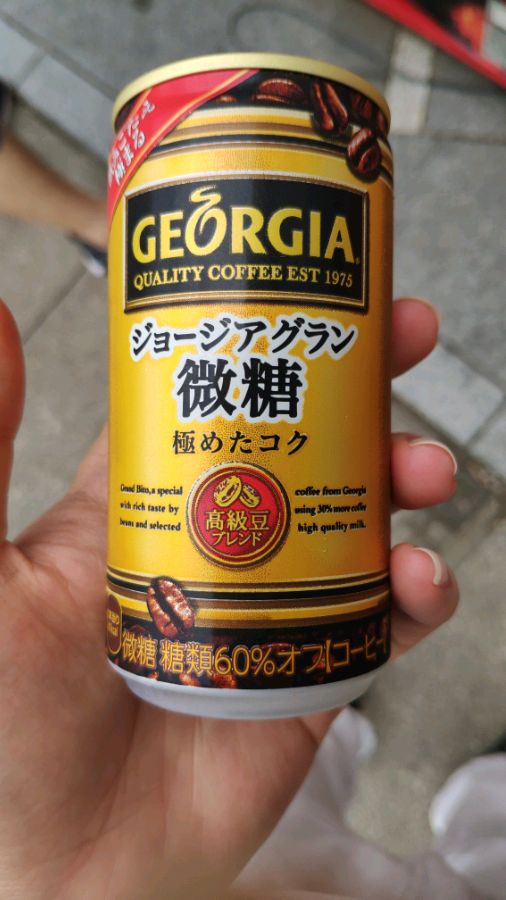 GEORGIA
QUALITY COFFEE EST 1975
ジョージアグラン
微糖
極めたコク
Grand Bito, a special
with rich taste by
beans and selected
高級豆
ブレンド
coffee from Georgia
using 30% more coffee
high quality milk.
微糖 糖類60%オフ【コーヒー